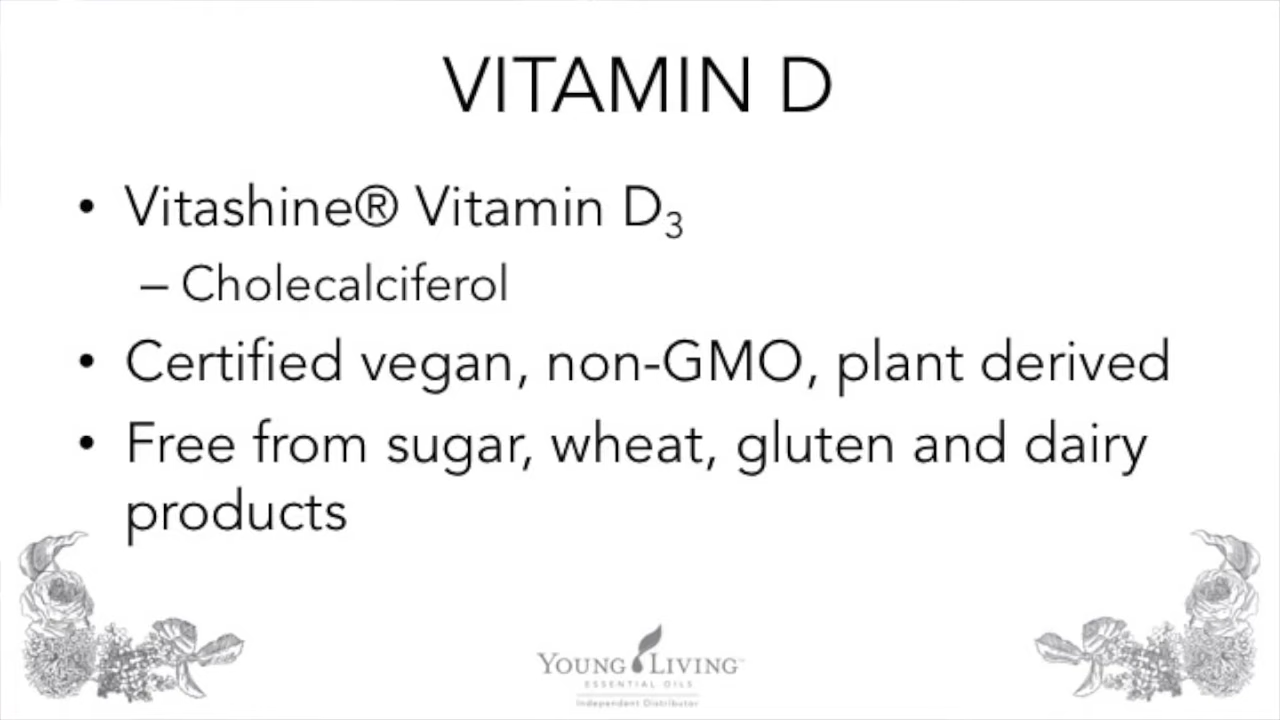 VITAMIN D
• Vitashine® Vitamin D₃
– Cholecalciferol
• Certified vegan, non-GMO, plant derived
• Free from sugar, wheat, gluten and dairy
products
YOUNG LIVING™
ESSENTIAL OILS
Independent Distributor